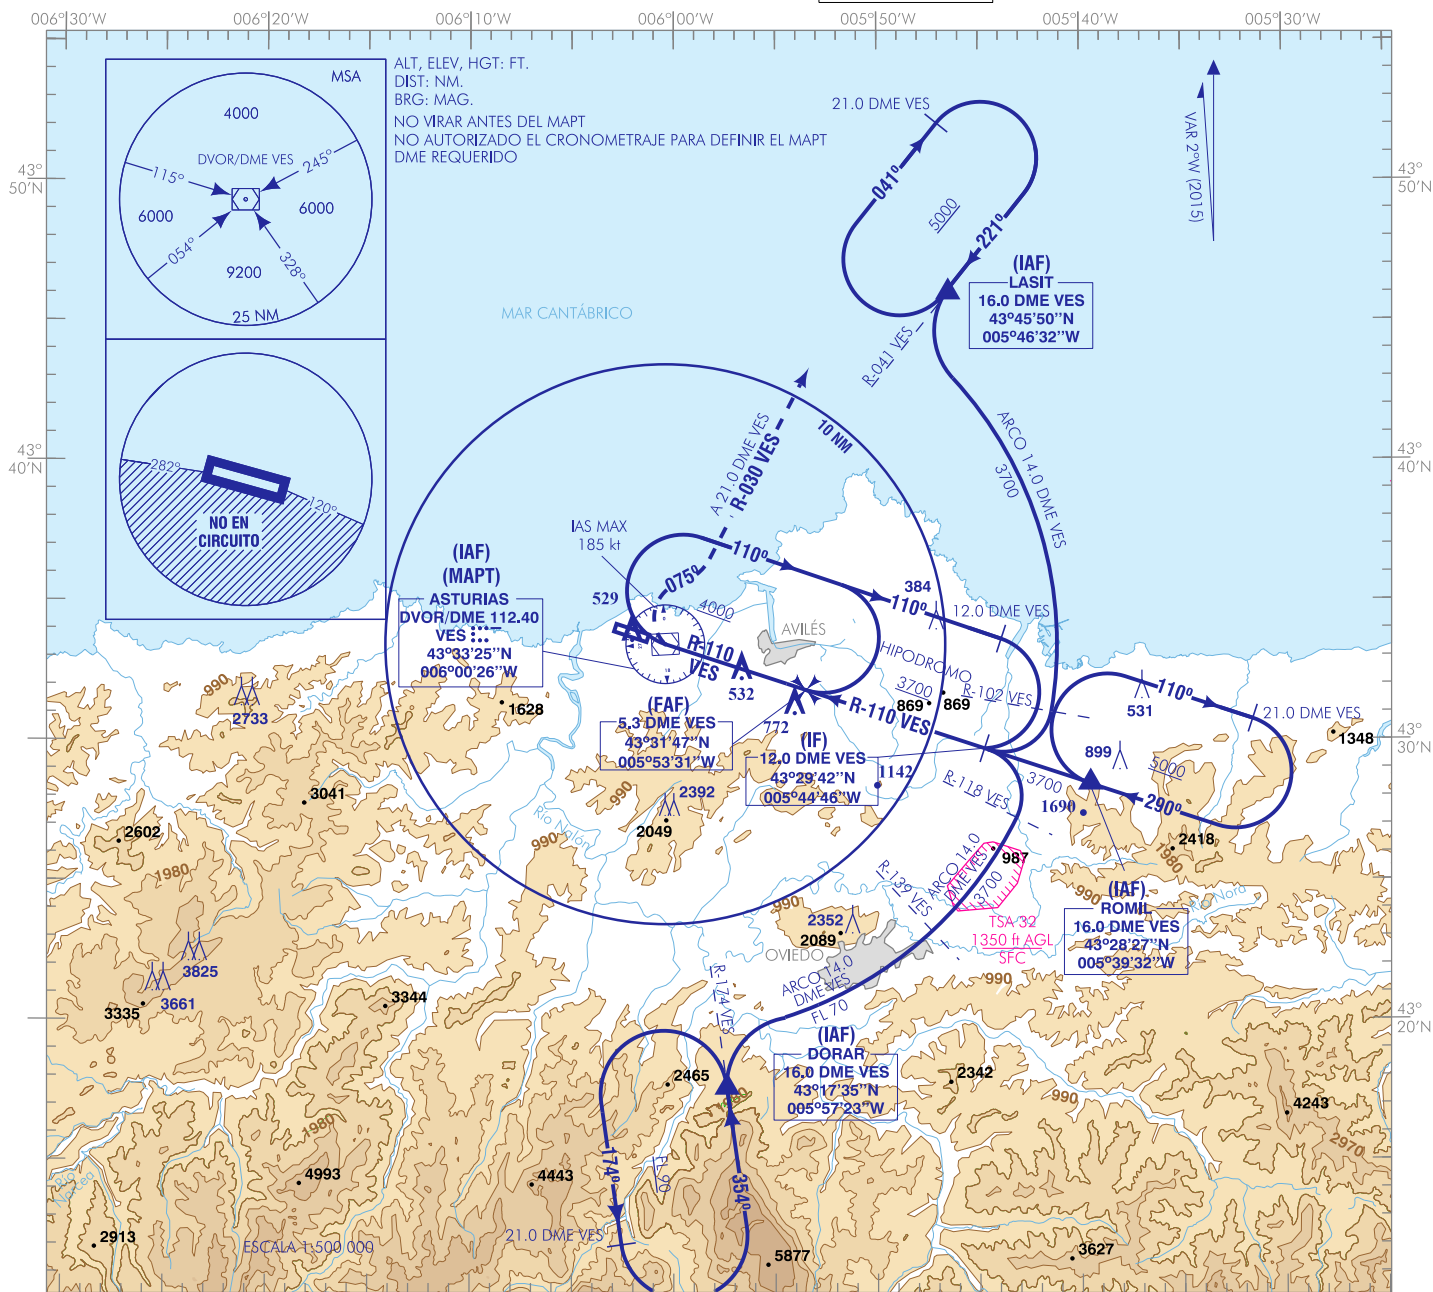 006°30'W
006°20'W
006°10'W
006°00'W
005°50'W
005°40'W
005°30'W
MSA
4000
DVOR/DME VES
115°
245°
6000
6000
054°
328°
9200
25 NM
ALT, ELEV, HGT: FT.
DIST: NM.
BRG: MAG.
NO VIRAR ANTES DEL MAPT
NO AUTORIZADO EL CRONOMETRAJE PARA DEFINIR EL MAPT
DME REQUERIDO
282°
120°
NO EN
CIRCUITO
43°
50'N
43°
50'N
43°
40'N
43°
40'N
43°
30'N
43°
20'N
VAR 2°W (2015)
MAR CANTÁBRICO
21.0 DME VES
041°
5000
221°
(IAF)
LASIT
16.0 DME VES
43°45'50"N
005°46'32"W
R-041 VES
ARCO 14.0 DME VES
3700
10 NM
A 21.0 DME VES
R-030 VES
IAS MAX
185 kt
075°
110°
4000
529
384
110°
12.0 DME VES
AVILÉS
(IAF)
(MAPT)
ASTURIAS
DVOR/DME 112.40
VES
43°33'25"N
006°00'26"W
R-110
VES
532
HIPODROMO
3700
R-102 VES
869
869
R-110 VES
772
(FAF)
5.3 DME VES
43°31'47"N
005°53'31"W
(IF)
12.0 DME VES
43°29'42"N
005°44'46"W
1142
110°
531
21.0 DME VES
899
5000
3700
290°
1690
1348
2418
1980
R-118 VES
990
2733
1628
3041
2602
1980
990
2392
2049
Río Nalón
R-139 VES
ARCO 14.0
DME VES
3700
987
TSA 32
1350 ft AGL
SFC
990
(IAF)
ROMIL
16.0 DME VES
43°28'27"N
005°39'32"W
Río Nora
990
2352
2089
OVIEDO
990
3825
3661
3335
3344
R-174 VES
ARCO 14.0
DME VES
FL 70
(IAF)
DORAR
16.0 DME VES
43°17'35"N
005°57'23"W
2465
1980
2342
990
4243
2970
1980
4993
4443
174°
FL 90
354°
21.0 DME VES
Río
Narcea
2913
ESCALA 1:500 000
5877
3627